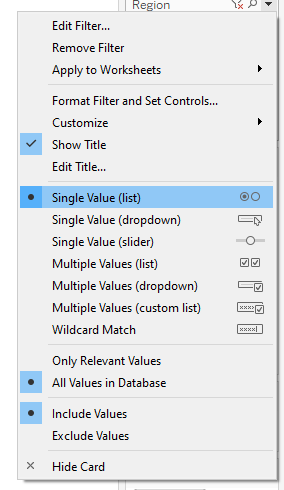 Region
Edit Filter...
Remove Filter
Apply to Worksheets
Format Filter and Set Controls...
Customize
Show Title
Edit Title...
Single Value (list)
Single Value (dropdown)
Single Value (slider)
Multiple Values (list)
Multiple Values (dropdown)
Multiple Values (custom list)
Wildcard Match
Only Relevant Values
All Values in Database
Include Values
Exclude Values
Hide Card